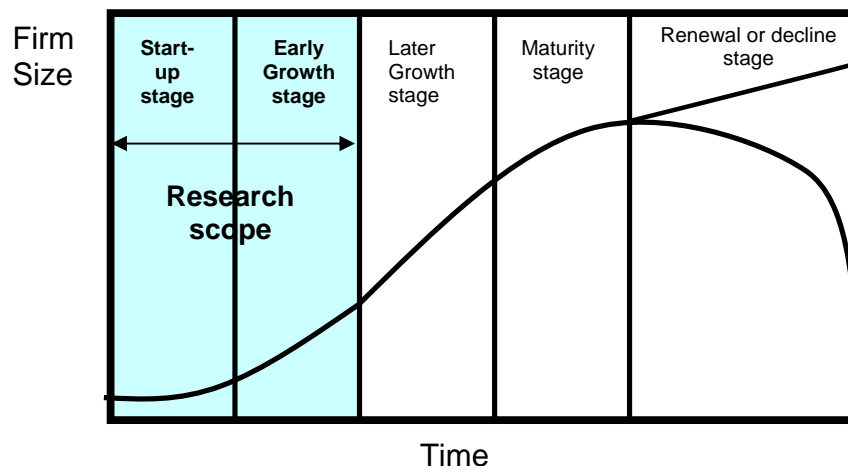 Firm
Size
Start-
up
stage
Early
Growth
stage
Later
Growth
stage
Maturity
stage
Renewal or decline
stage
Research
scope
Time